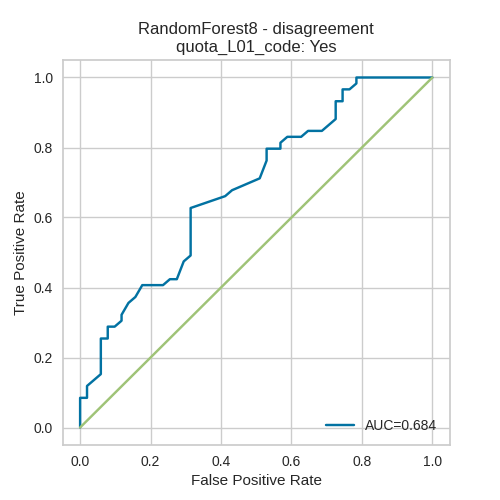 RandomForest8 - disagreement
quota_L01_code: Yes
1.0
0.8
0.6
0.4
0.2
0.0
True Positive Rate
AUC=0.684
0.0 0.2 0.4 0.6 0.8 1.0
False Positive Rate